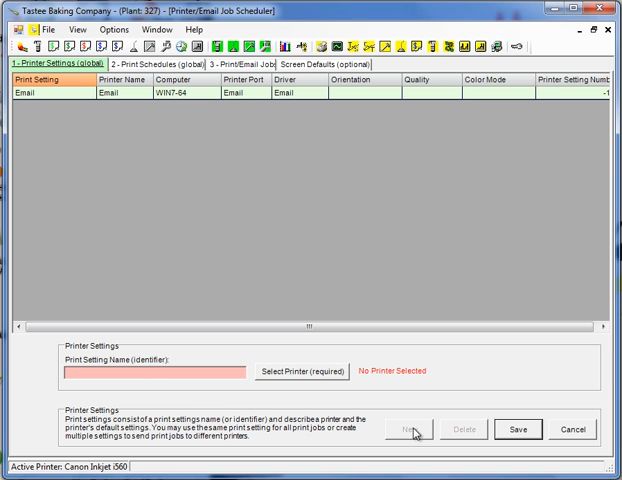 Tastee Baking Company - (Plant: 327) - [Printer/Email Job Scheduler]
File View Options Window Help
1 - Printer Settings (global) 2 - Print Schedules (global) 3 - Print/Email Jobs Screen Defaults (optional)
Print Setting Printer Name Computer Printer Port Driver Orientation Quality Color Mode Printer Setting Numb
Email Email WIN7-64 Email Email -1
Printer Settings
Print Setting Name (identifier):
Select Printer (required) No Printer Selected
Printer Settings
Print settings consist of a print settings name (or identifier) and describe a printer and the
printer's default settings. You may use the same print setting for all print jobs or create
multiple settings to send print jobs to different printers.
New Delete Save Cancel
Active Printer: Canon Inkjet i560